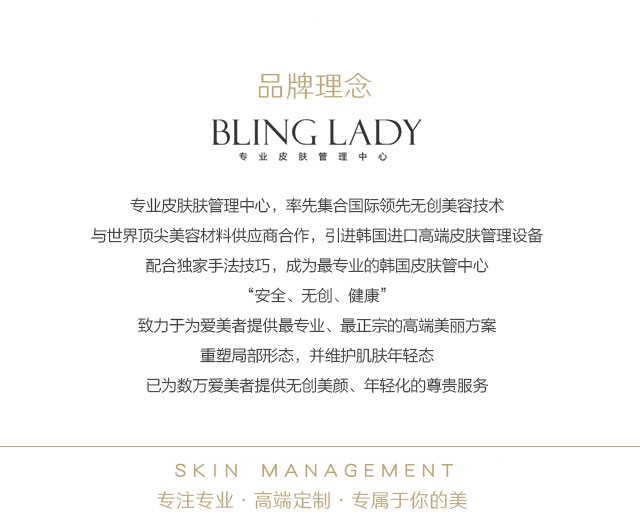 品牌理念
BLING LADY
专业皮肤管理中心
专业皮肤肤管理中心，率先集合国际领先无创美容技术
与世界顶尖美容材料供应商合作，引进韩国进口高端皮肤管理设备
配合独家手法技巧，成为最专业的韩国皮肤管中心
“安全、无创、健康”
致力于为爱美者提供最专业、最正宗的高端美丽方案
重塑局部形态，并维护肌肤年轻态
已为数万爱美者提供无创美颜、年轻化的尊贵服务
SKIN MANAGEMENT
专注专业·高端定制·专属于你的美